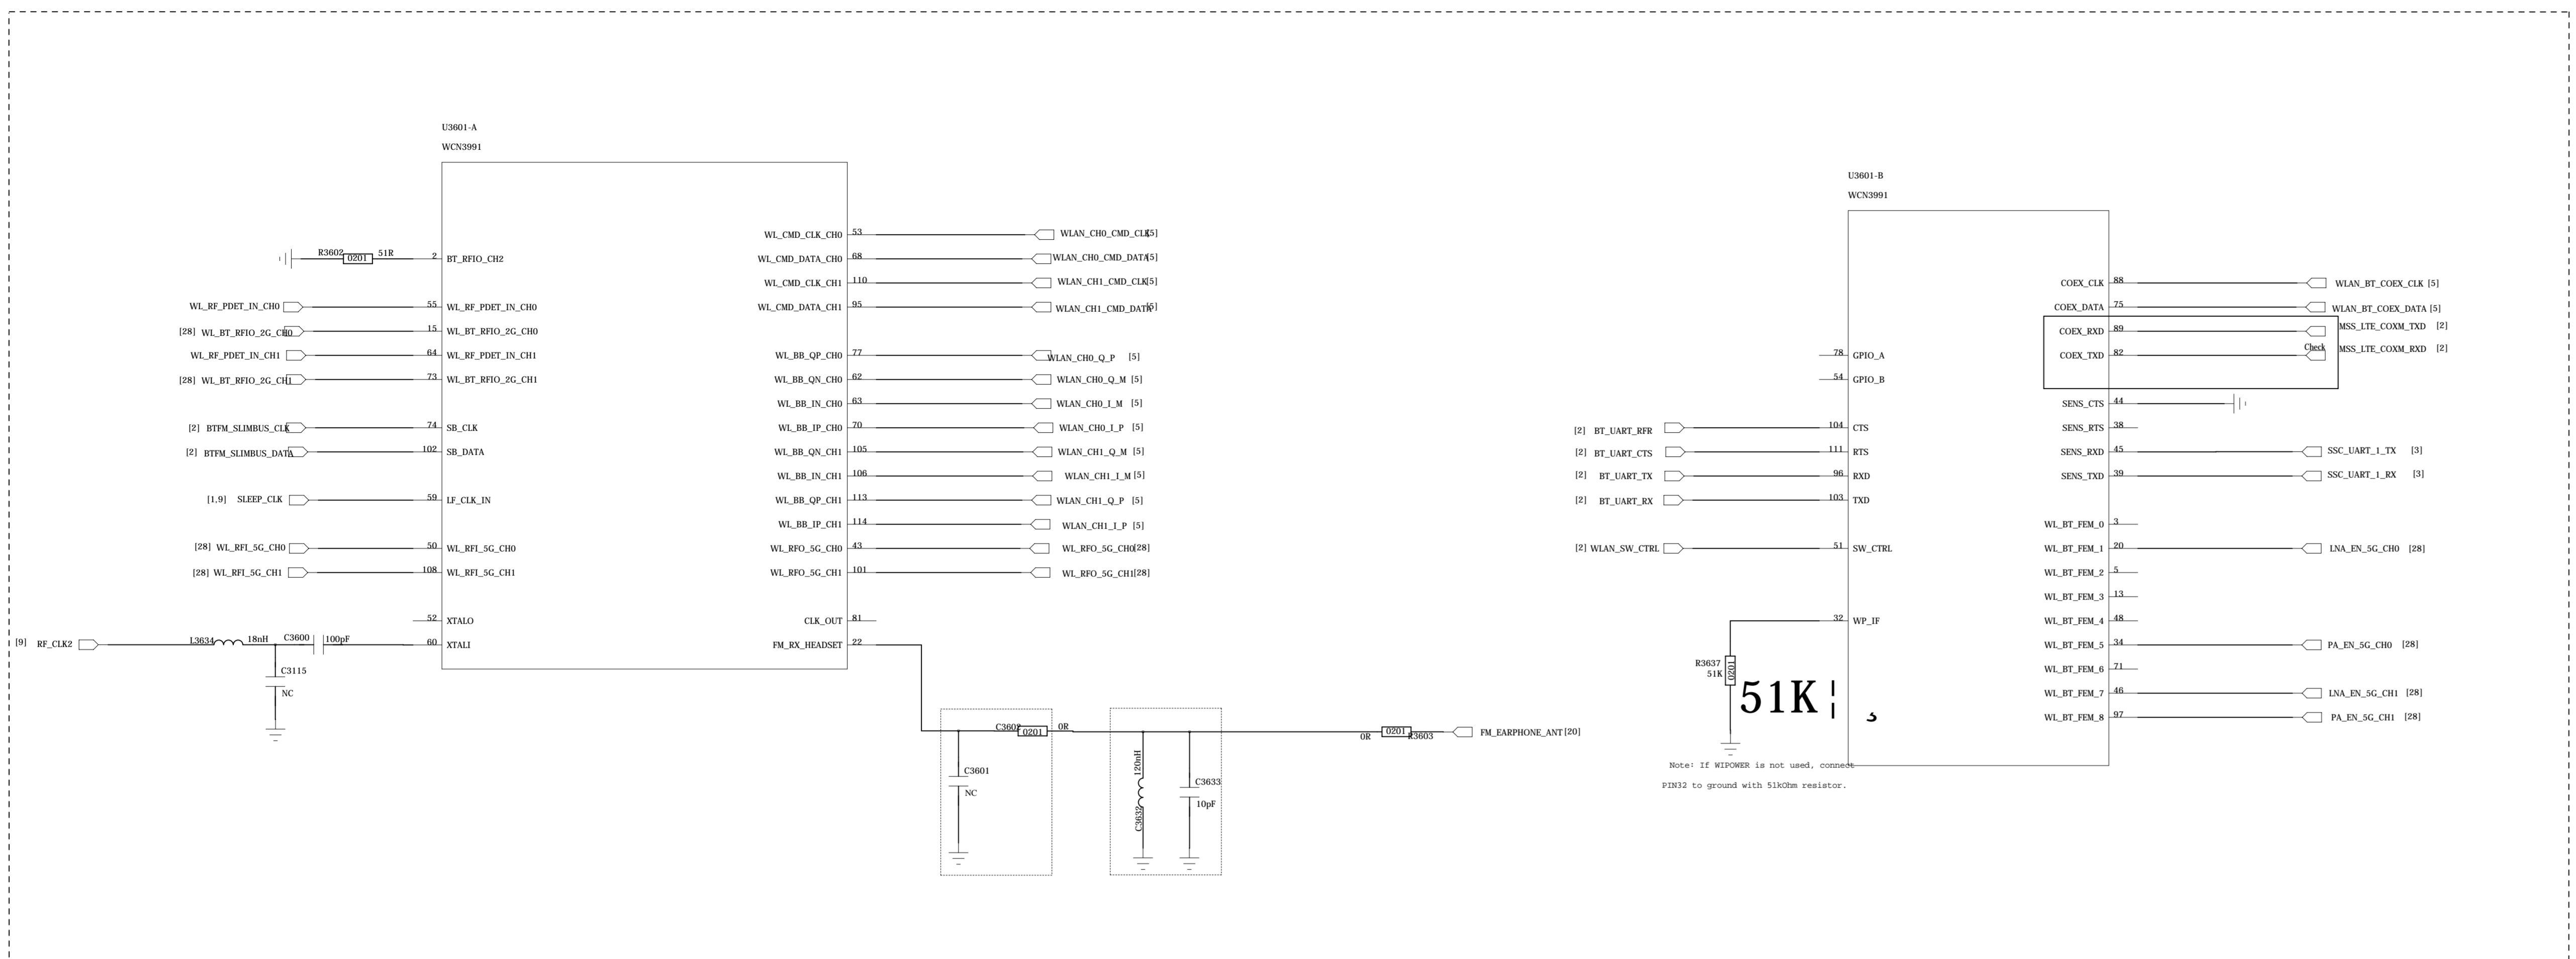 U3601-A
WCN3991
R3602 0201 51R 2 BT_RFIO_CH2
WL_RF_PDET_IN_CH0 55 WL_RF_PDET_IN_CH0
[28] WL_BT_RFIO_2G_CH0 15 WL_BT_RFIO_2G_CH0
WL_RF_PDET_IN_CH1 64 WL_RF_PDET_IN_CH1
[28] WL_BT_RFIO_2G_CH1 73 WL_BT_RFIO_2G_CH1
[2] BTFM_SLIMBUS_CLK 74 SB_CLK
[2] BTFM_SLIMBUS_DATA 102 SB_DATA
[1,9] SLEEP_CLK 59 LF_CLK_IN
[28] WL_RFI_5G_CH0 50 WL_RFI_5G_CH0
[28] WL_RFI_5G_CH1 108 WL_RFI_5G_CH1
52 XTALO
[9] RF_CLK2 L3634 18nH C3600 100pF 60 XTALI
C3115
NC
WL_CMD_CLK_CH0 53 WLAN_CH0_CMD_CLK[5]
WL_CMD_DATA_CH0 68 WLAN_CH0_CMD_DATA[5]
WL_CMD_CLK_CH1 110 WLAN_CH1_CMD_CLK[5]
WL_CMD_DATA_CH1 95 WLAN_CH1_CMD_DATA[5]
WL_BB_QP_CH0 77 WLAN_CH0_Q_P [5]
WL_BB_QN_CH0 62 WLAN_CH0_Q_M [5]
WL_BB_IN_CH0 63 WLAN_CH0_I_M [5]
WL_BB_IP_CH0 70 WLAN_CH0_I_P [5]
WL_BB_QN_CH1 105 WLAN_CH1_Q_M [5]
WL_BB_IN_CH1 106 WLAN_CH1_I_M [5]
WL_BB_QP_CH1 113 WLAN_CH1_Q_P [5]
WL_BB_IP_CH1 114 WLAN_CH1_I_P [5]
WL_RFO_5G_CH0 43 WL_RFO_5G_CH0[28]
WL_RFO_5G_CH1 101 WL_RFO_5G_CH1[28]
CLK_OUT 81
FM_RX_HEADSET 22
C3602 0201 0R
C3601
NC
120nH
C3632
C3633
10pF
0R 0201 R3603 FM_EARPHONE_ANT [20]
U3601-B
WCN3991
78 GPIO_A
54 GPIO_B
[2] BT_UART_RFR 104 CTS
[2] BT_UART_CTS 111 RTS
[2] BT_UART_TX 96 RXD
[2] BT_UART_RX 103 TXD
[2] WLAN_SW_CTRL 51 SW_CTRL
32 WP_IF
R3637
51K
0201
51K
Note: If WIPOWER is not used, connect
PIN32 to ground with 51kOhm resistor.
COEX_CLK 88 WLAN_BT_COEX_CLK [5]
COEX_DATA 75 WLAN_BT_COEX_DATA [5]
COEX_RXD 89 MSS_LTE_COXM_TXD [2]
COEX_TXD 82 Check MSS_LTE_COXM_RXD [2]
SENS_CTS 44
SENS_RTS 38
SENS_RXD 45 SSC_UART_1_TX [3]
SENS_TXD 39 SSC_UART_1_RX [3]
WL_BT_FEM_0 3
WL_BT_FEM_1 20 LNA_EN_5G_CH0 [28]
WL_BT_FEM_2 5
WL_BT_FEM_3 13
WL_BT_FEM_4 48
WL_BT_FEM_5 34 PA_EN_5G_CH0 [28]
WL_BT_FEM_6 71
WL_BT_FEM_7 46 LNA_EN_5G_CH1 [28]
WL_BT_FEM_8 97 PA_EN_5G_CH1 [28]